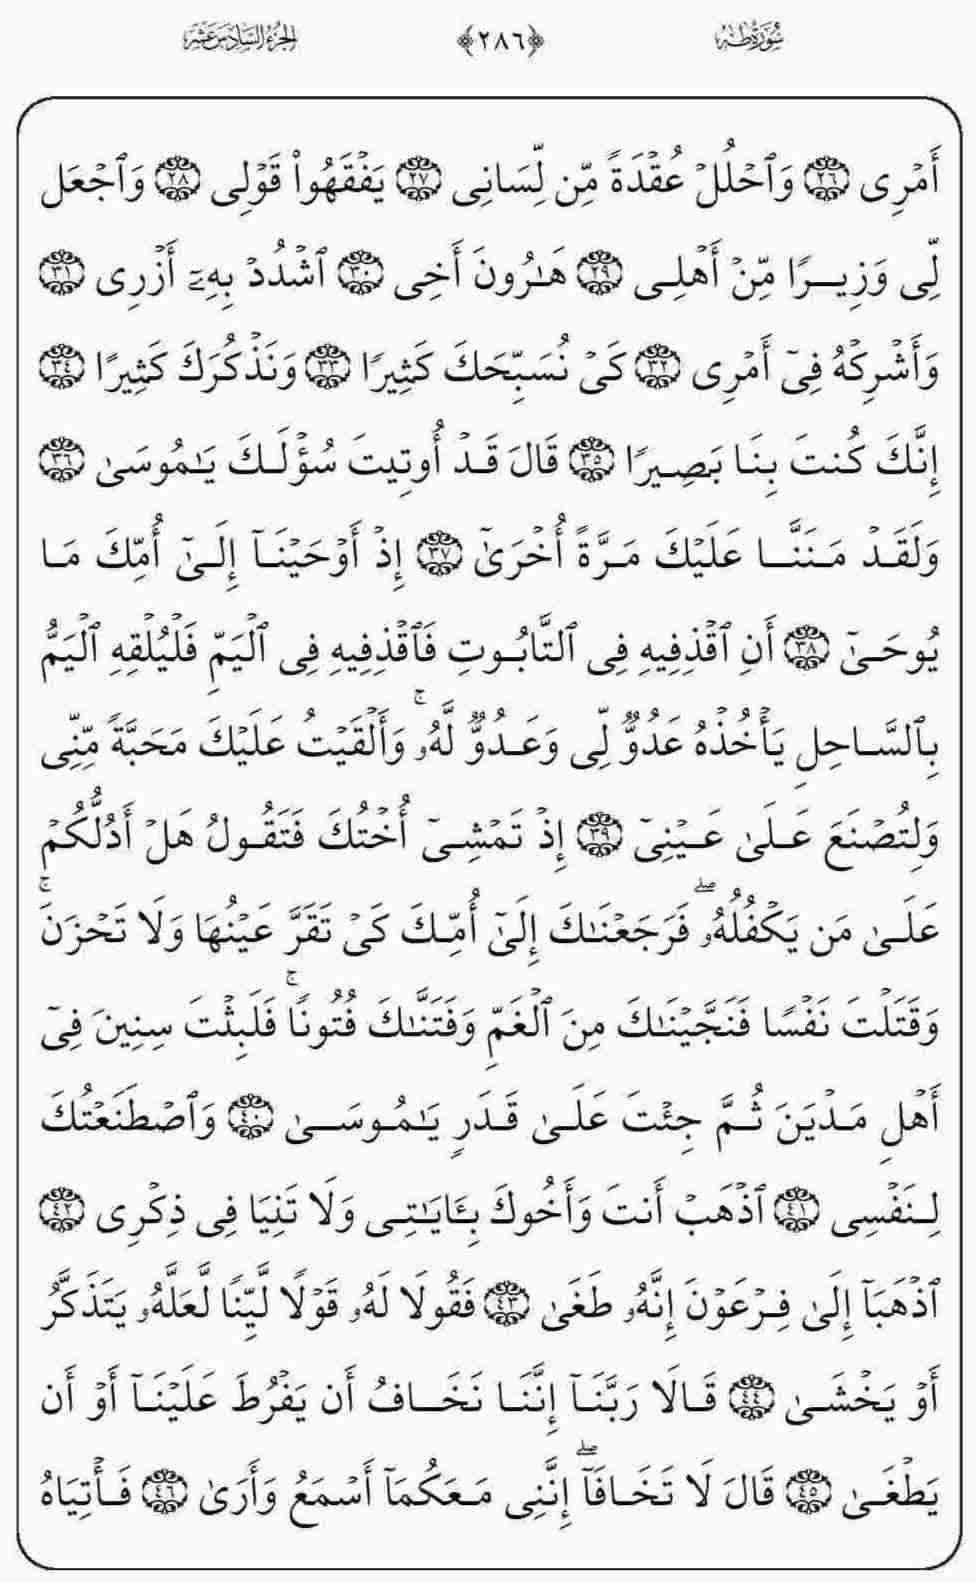 سُورَةُ طه ﴿٢٨٦﴾ الجُزْءُ السَّادِسَ عَشَرَ
أَمْرِى ٢٦ وَٱحْلُلْ عُقْدَةً مِّن لِّسَانِى ٢٧ يَفْقَهُوا۟ قَوْلِى ٢٨ وَٱجْعَل
لِّى وَزِيرًا مِّنْ أَهْلِى ٢٩ هَـٰرُونَ أَخِى ٣٠ ٱشْدُدْ بِهِۦٓ أَزْرِى ٣١
وَأَشْرِكْهُ فِىٓ أَمْرِى ٣٢ كَىْ نُسَبِّحَكَ كَثِيرًا ٣٣ وَنَذْكُرَكَ كَثِيرًا ٣٤
إِنَّكَ كُنتَ بِنَا بَصِيرًا ٣٥ قَالَ قَدْ أُوتِيتَ سُؤْلَكَ يَـٰمُوسَىٰ ٣٦
وَلَقَدْ مَنَنَّا عَلَيْكَ مَرَّةً أُخْرَىٰٓ ٣٧ إِذْ أَوْحَيْنَآ إِلَىٰٓ أُمِّكَ مَا
يُوحَىٰٓ ٣٨ أَنِ ٱقْذِفِيهِ فِى ٱلتَّابُوتِ فَٱقْذِفِيهِ فِى ٱلْيَمِّ فَلْيُلْقِهِ ٱلْيَمُّ
بِٱلسَّاحِلِ يَأْخُذْهُ عَدُوٌّ لِّى وَعَدُوٌّ لَّهُۥ ۚ وَأَلْقَيْتُ عَلَيْكَ مَحَبَّةً مِّنِّى
وَلِتُصْنَعَ عَلَىٰ عَيْنِىٓ ٣٩ إِذْ تَمْشِىٓ أُخْتُكَ فَتَقُولُ هَلْ أَدُلُّكُمْ
عَلَىٰ مَن يَكْفُلُهُۥ ۖ فَرَجَعْنَـٰكَ إِلَىٰٓ أُمِّكَ كَىْ تَقَرَّ عَيْنُهَا وَلَا تَحْزَنَ ۚ
وَقَتَلْتَ نَفْسًا فَنَجَّيْنَـٰكَ مِنَ ٱلْغَمِّ وَفَتَنَّـٰكَ فُتُونًا ۚ فَلَبِثْتَ سِنِينَ فِىٓ
أَهْلِ مَدْيَنَ ثُمَّ جِئْتَ عَلَىٰ قَدَرٍ يَـٰمُوسَىٰ ٤٠ وَٱصْطَنَعْتُكَ
لِنَفْسِى ٤١ ٱذْهَبْ أَنتَ وَأَخُوكَ بِـَٔايَـٰتِى وَلَا تَنِيَا فِى ذِكْرِى ٤٢
ٱذْهَبَآ إِلَىٰ فِرْعَوْنَ إِنَّهُۥ طَغَىٰ ٤٣ فَقُولَا لَهُۥ قَوْلًا لَّيِّنًا لَّعَلَّهُۥ يَتَذَكَّرُ
أَوْ يَخْشَىٰ ٤٤ قَالَا رَبَّنَآ إِنَّنَا نَخَافُ أَن يَفْرُطَ عَلَيْنَآ أَوْ أَن
يَطْغَىٰ ٤٥ قَالَ لَا تَخَافَآ ۖ إِنَّنِى مَعَكُمَآ أَسْمَعُ وَأَرَىٰ ٤٦ فَأْتِيَاهُ